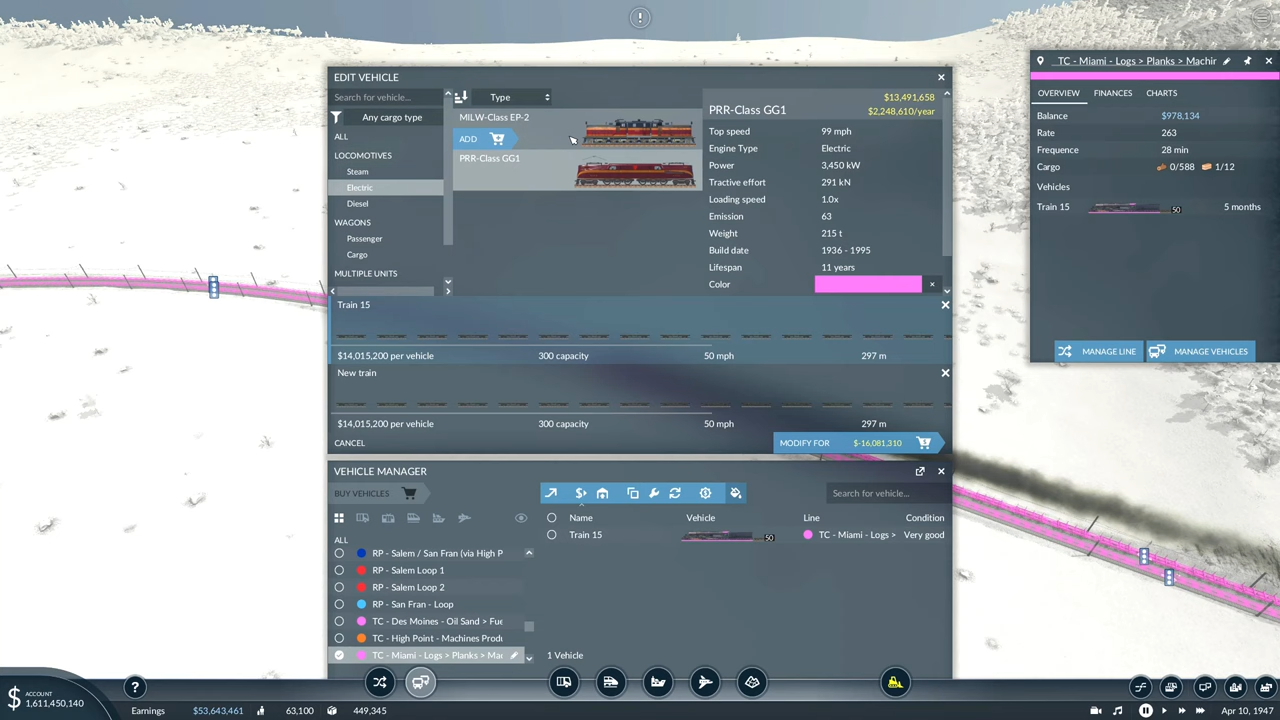 EDIT VEHICLE
Search for vehicle...
Type
Any cargo type
ALL
LOCOMOTIVES
Steam
Electric
Diesel
WAGONS
Passenger
Cargo
MULTIPLE UNITS
MILW-Class EP-2
ADD
PRR-Class GG1
PRR-Class GG1
$13,491,658
$2,248,610/year
Top speed 99 mph
Engine Type Electric
Power 3,450 kW
Tractive effort 291 kN
Loading speed 1.0x
Emission 63
Weight 215 t
Build date 1936 - 1995
Lifespan 11 years
Color
Train 15
$14,015,200 per vehicle 300 capacity 50 mph 297 m
New train
$14,015,200 per vehicle 300 capacity 50 mph 297 m
CANCEL
MODIFY FOR $-16,081,310
TC - Miami - Logs > Planks > Machir
OVERVIEW FINANCES CHARTS
Balance $978,134
Rate 263
Frequence 28 min
Cargo 0/588 1/12
Vehicles
Train 15 50 5 months
MANAGE LINE MANAGE VEHICLES
VEHICLE MANAGER
BUY VEHICLES
Search for vehicle...
Name Vehicle Line Condition
Train 15 50 TC - Miami - Logs > Very good
ALL
RP - Salem / San Fran (via High P
RP - Salem Loop 1
RP - Salem Loop 2
RP - San Fran - Loop
TC - Des Moines - Oil Sand > Fue
TC - High Point - Machines Produ
TC - Miami - Logs > Planks > Mac
1 Vehicle
$ ACCOUNT
1,611,450,140
?
Earnings $53,643,461 63,100 449,345
Apr 10, 1947